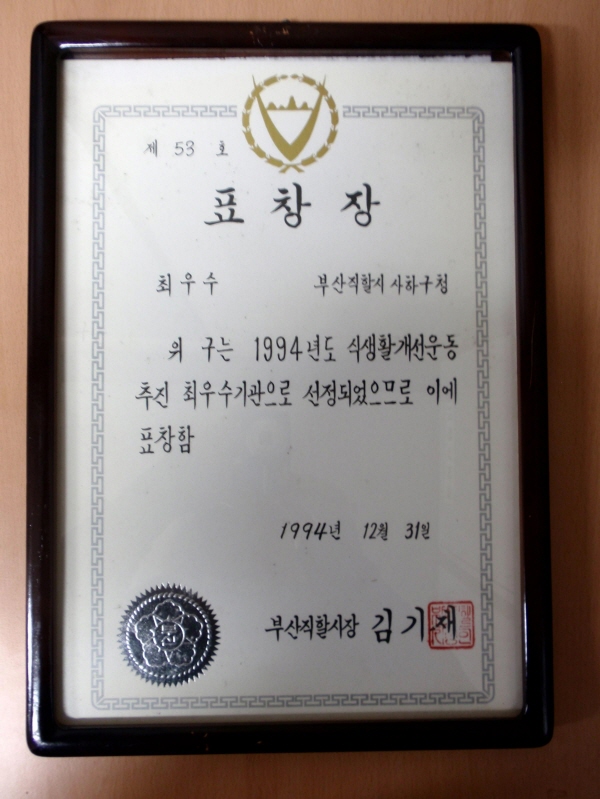 제 53 호
표창장
최우수 부산직할시 사하구청
위 구는 1994년도 식생활개선운동
추진 최우수기관으로 선정되었으므로 이에
표창함
1994년 12월 31일
부산직할시장 김기재